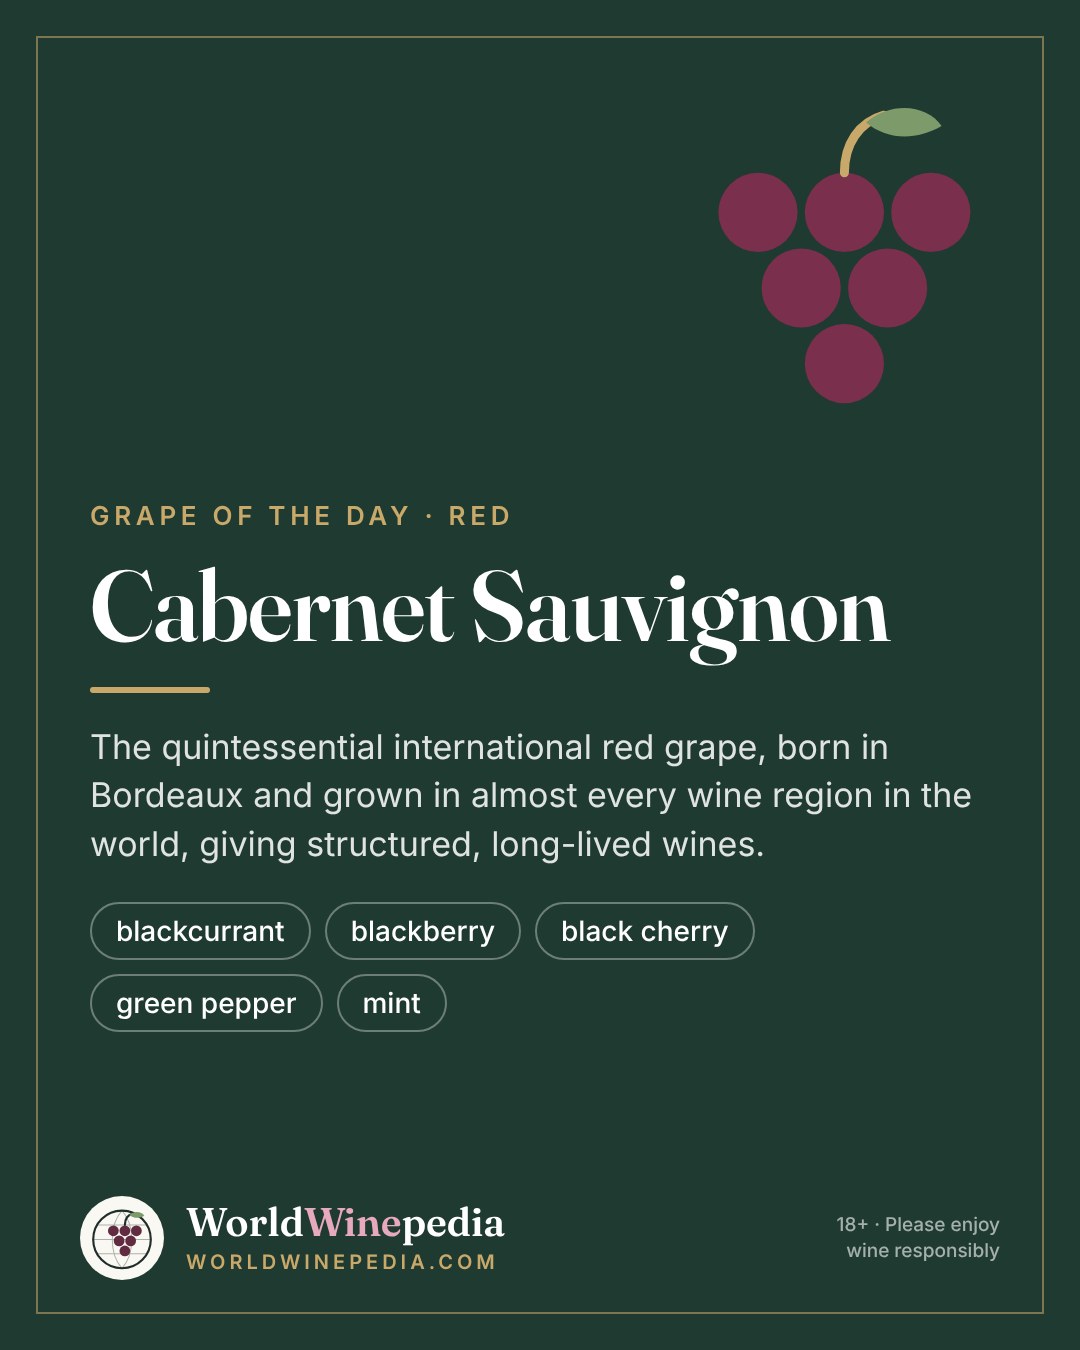 GRAPE OF THE DAY · RED
Cabernet Sauvignon
The quintessential international red grape, born in
Bordeaux and grown in almost every wine region in the
world, giving structured, long-lived wines.
blackcurrant
blackberry
black cherry
green pepper
mint
WorldWinepedia
WORLDWINEPEDIA.COM
18+ · Please enjoy
wine responsibly